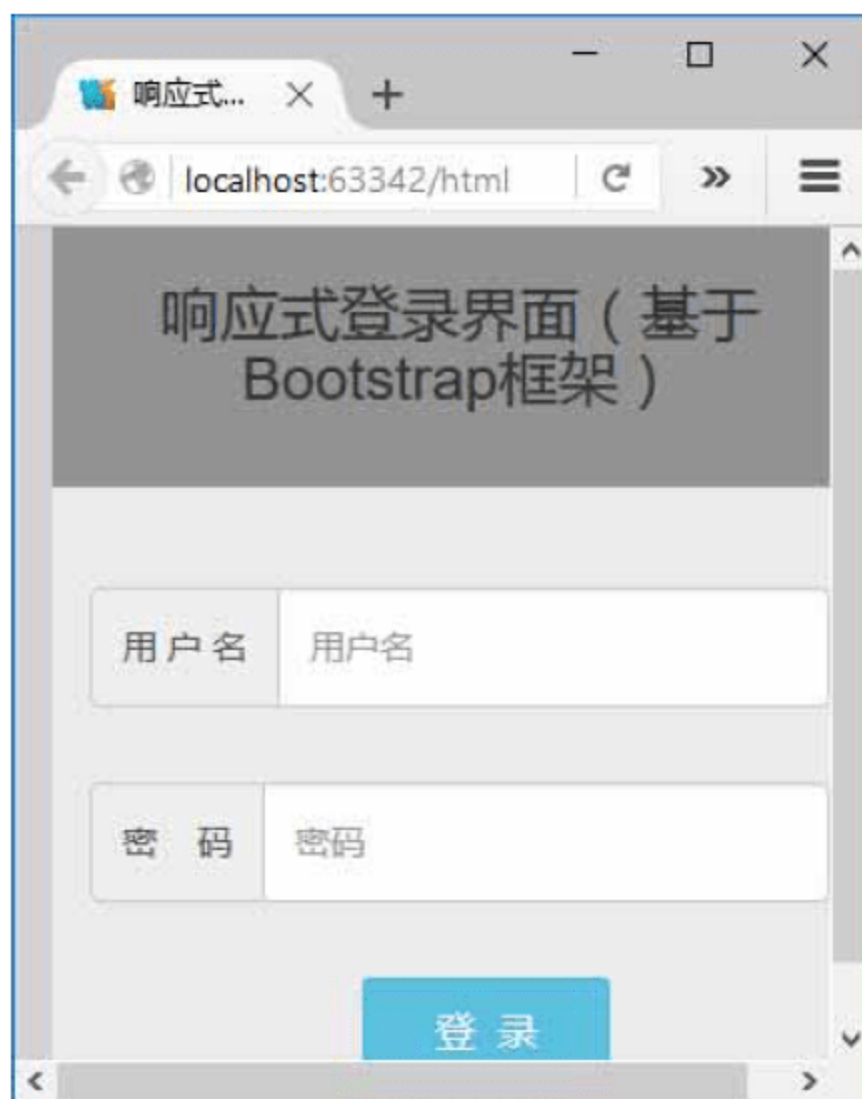 响应式...
localhost:63342/html
响应式登录界面（基于
Bootstrap框架）
用 户 名 用户名
密 码 密码
登 录